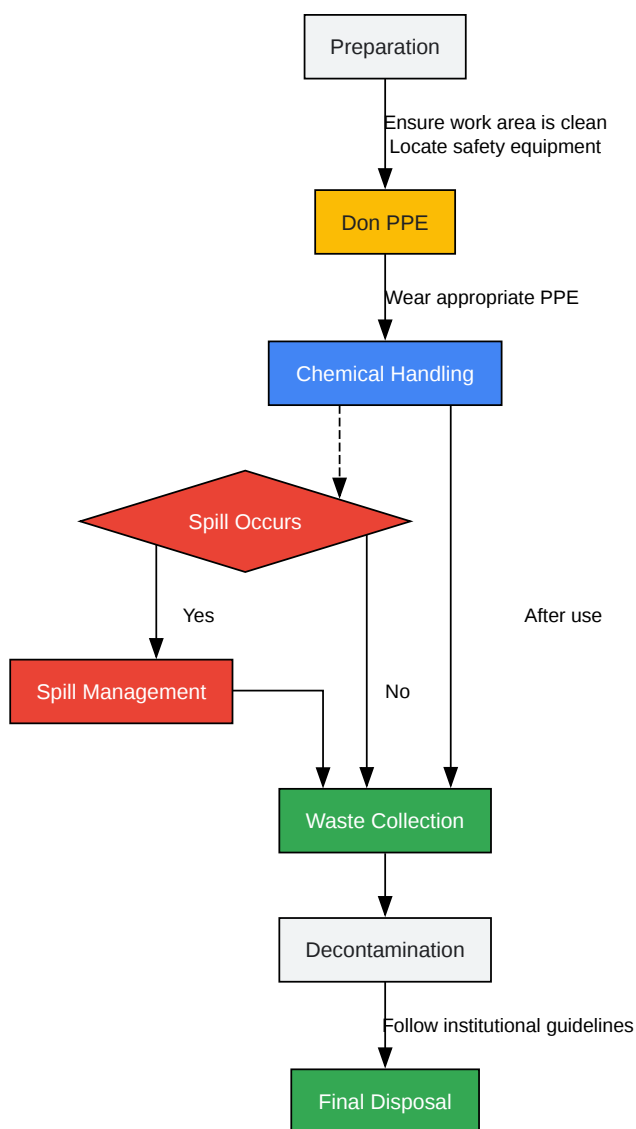 Preparation
Ensure work area is clean
Locate safety equipment
Don PPE
Wear appropriate PPE
Chemical Handling
Spill Occurs
Yes
After use
Spill Management
No
Waste Collection
Decontamination
Follow institutional guidelines
Final Disposal